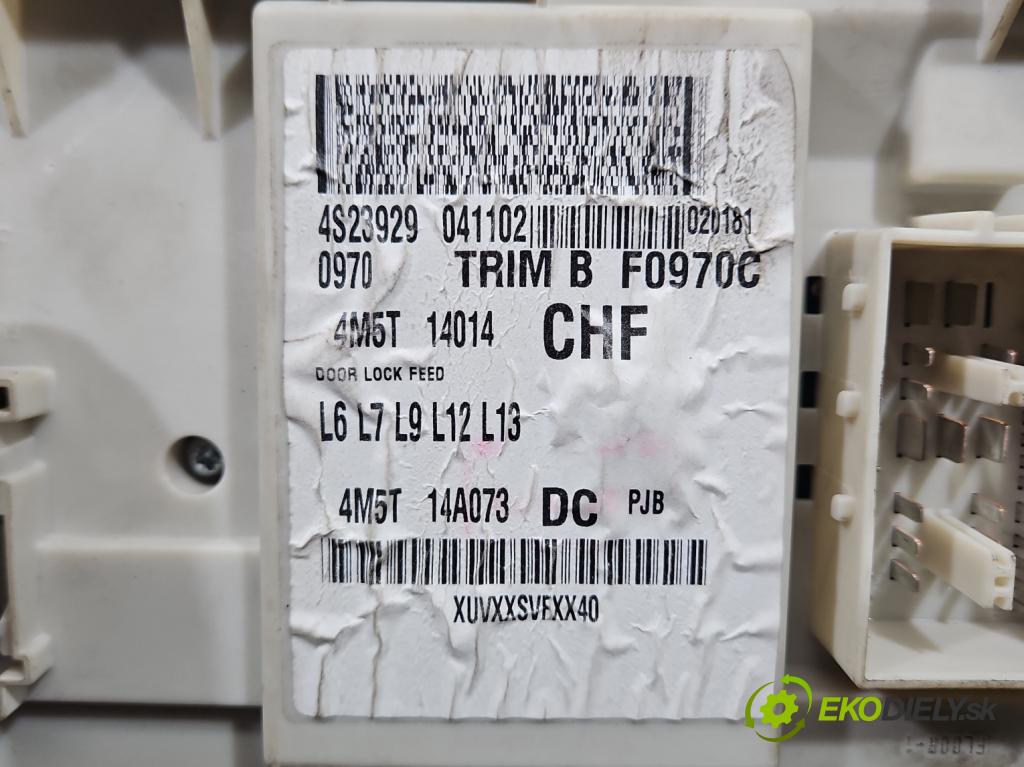 4S23929 041102 020181
0970 TRIM B F0970C
4M5T 14014 CHF
DOOR LOCK FEED
L6 L7 L9 L12 L13
4M5T 14A073 DC PJB
XUVXXSVFXX40
EKODIELY.sk